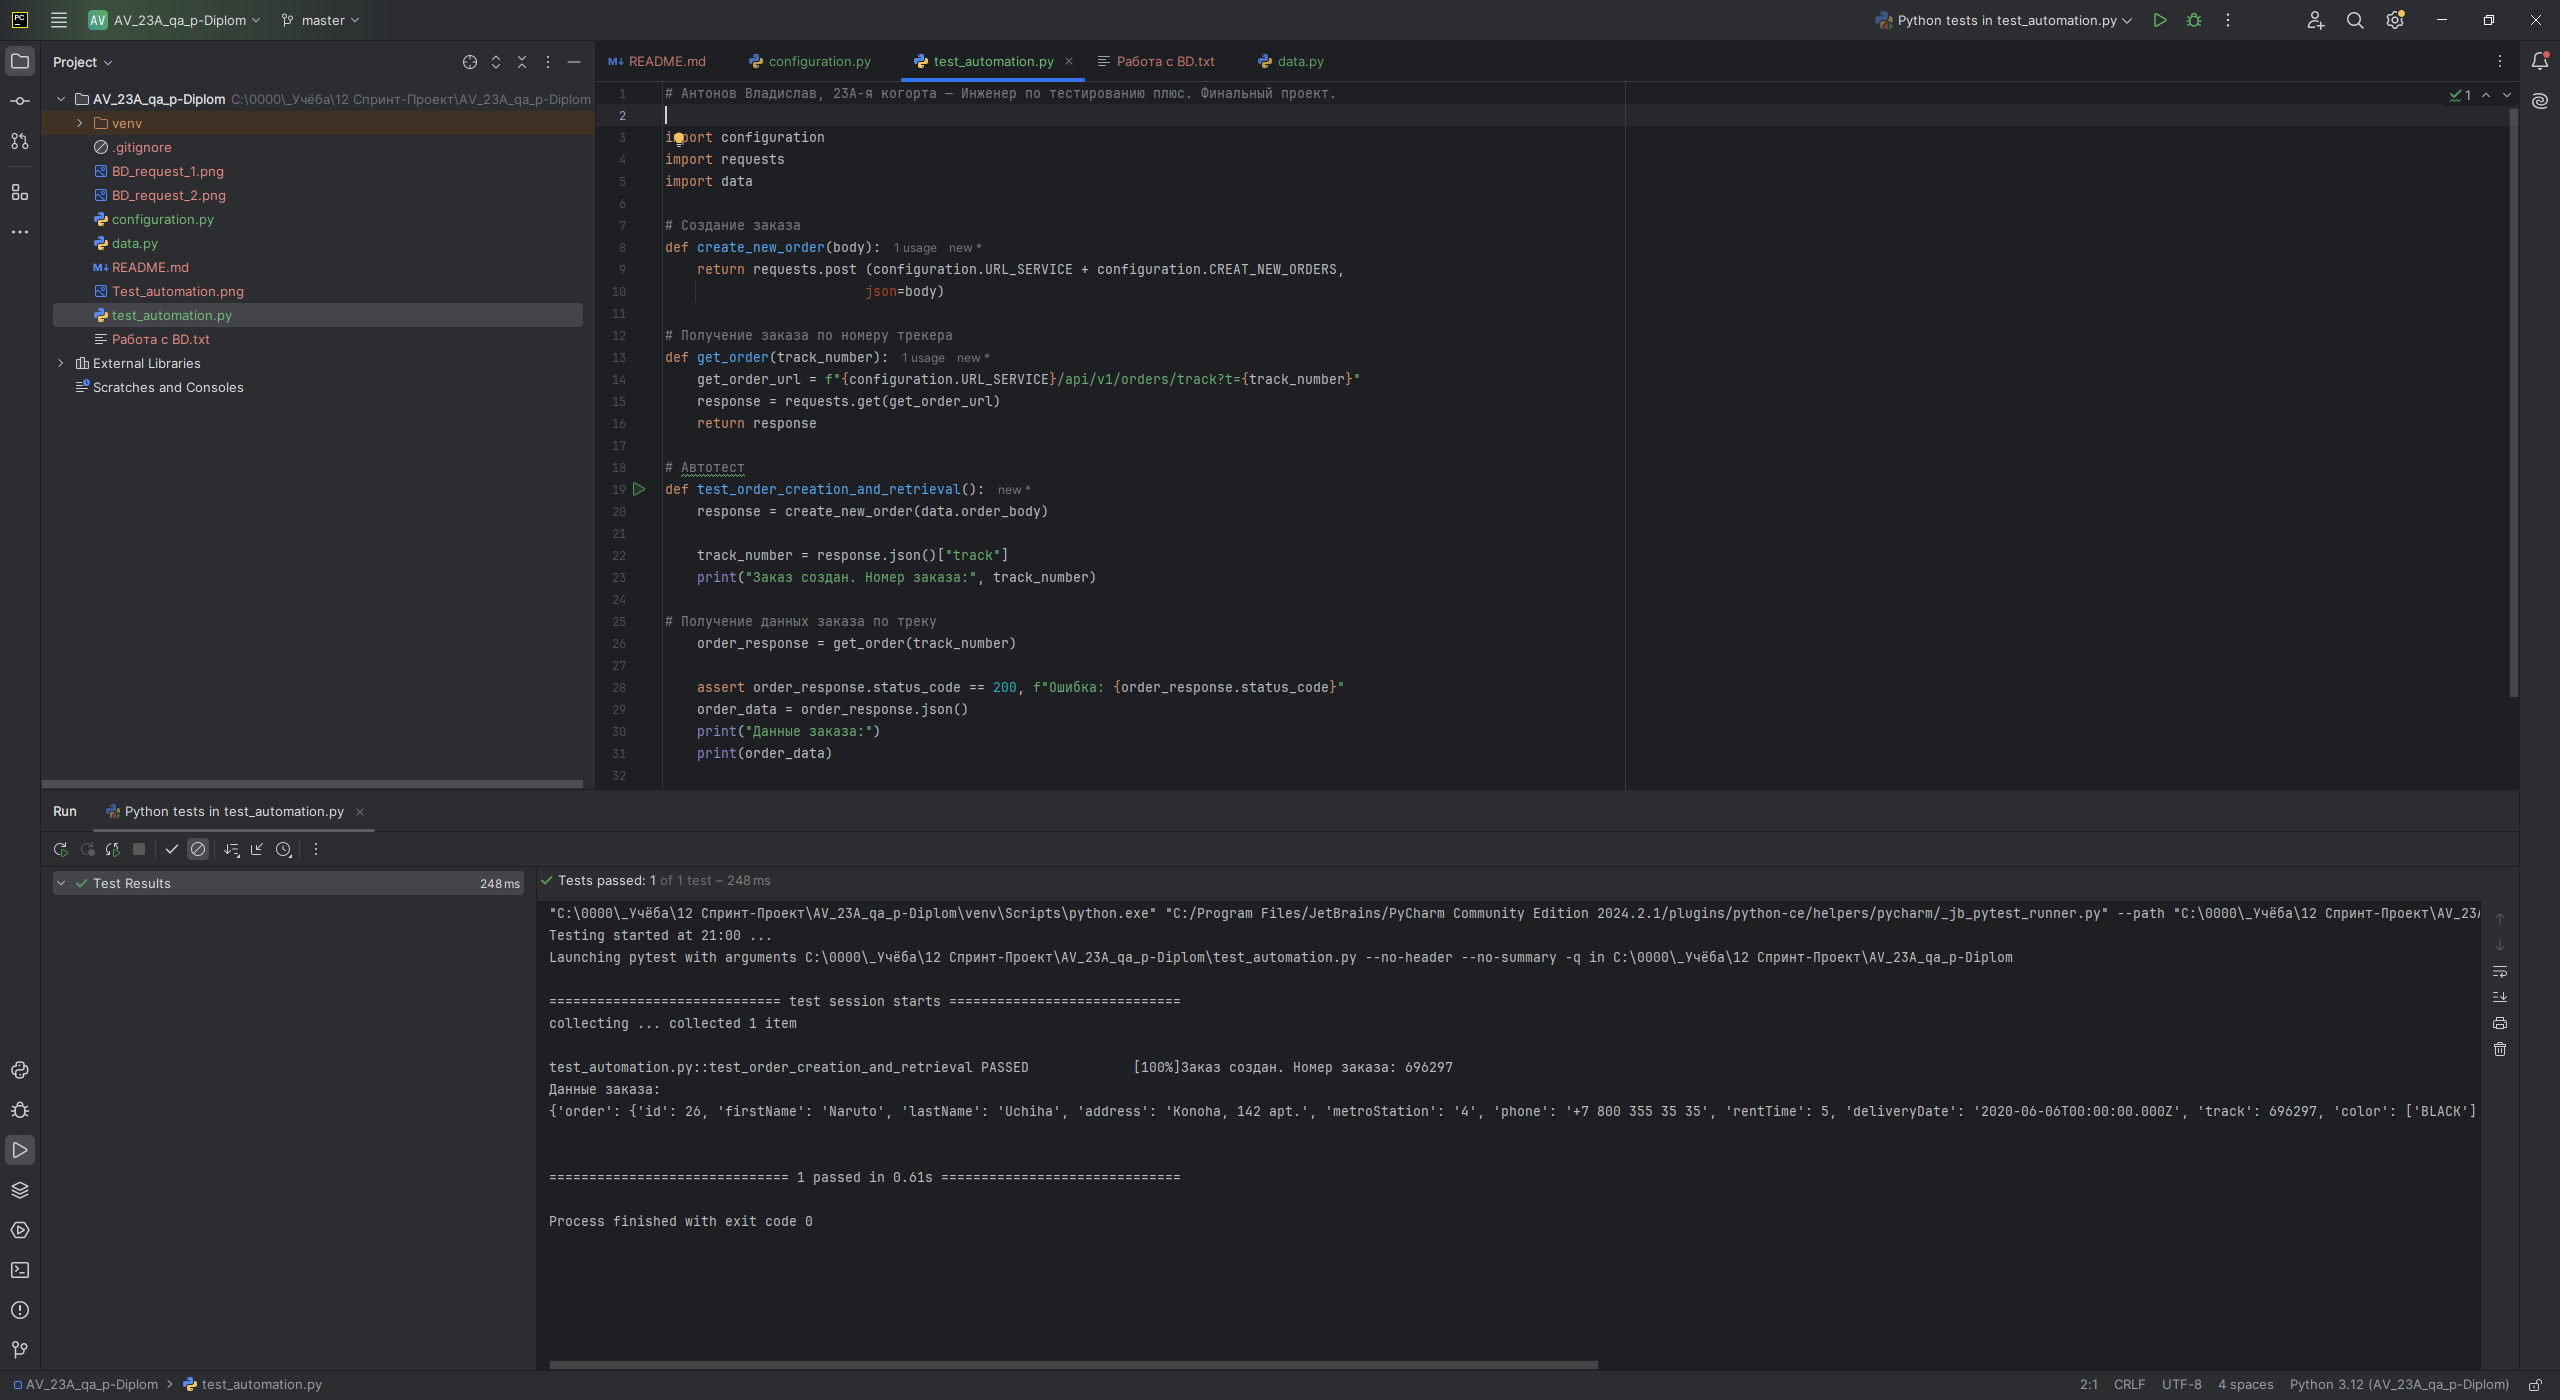 AV AV_23A_qa_p-Diplom master
Python tests in test_automation.py
Project
AV_23A_qa_p-Diplom C:\0000\_Учёба\12 Спринт-Проект\AV_23A_qa_p-Diplom
venv
.gitignore
BD_request_1.png
BD_request_2.png
configuration.py
data.py
README.md
Test_automation.png
test_automation.py
Работа с BD.txt
External Libraries
Scratches and Consoles
README.md configuration.py test_automation.py Работа с BD.txt data.py
1 # Антонов Владислав, 23А-я когорта — Инженер по тестированию плюс. Финальный проект.
2
3 import configuration
4 import requests
5 import data
6
7 # Создание заказа
8 def create_new_order(body): 1 usage new *
9 return requests.post (configuration.URL_SERVICE + configuration.CREAT_NEW_ORDERS,
10 json=body)
11
12 # Получение заказа по номеру трекера
13 def get_order(track_number): 1 usage new *
14 get_order_url = f"{configuration.URL_SERVICE}/api/v1/orders/track?t={track_number}"
15 response = requests.get(get_order_url)
16 return response
17
18 # Автотест
19 def test_order_creation_and_retrieval(): new *
20 response = create_new_order(data.order_body)
21
22 track_number = response.json()["track"]
23 print("Заказ создан. Номер заказа:", track_number)
24
25 # Получение данных заказа по треку
26 order_response = get_order(track_number)
27
28 assert order_response.status_code == 200, f"Ошибка: {order_response.status_code}"
29 order_data = order_response.json()
30 print("Данные заказа:")
31 print(order_data)
32
1
Run Python tests in test_automation.py
Test Results 248 ms
Tests passed: 1 of 1 test – 248 ms
"C:\0000\_Учёба\12 Спринт-Проект\AV_23A_qa_p-Diplom\venv\Scripts\python.exe" "C:/Program Files/JetBrains/PyCharm Community Edition 2024.2.1/plugins/python-ce/helpers/pycharm/_jb_pytest_runner.py" --path "C:\0000\_Учёба\12 Спринт-Проект\AV_23A
Testing started at 21:00 ...
Launching pytest with arguments C:\0000\_Учёба\12 Спринт-Проект\AV_23A_qa_p-Diplom\test_automation.py --no-header --no-summary -q in C:\0000\_Учёба\12 Спринт-Проект\AV_23A_qa_p-Diplom
============================= test session starts =============================
collecting ... collected 1 item
test_automation.py::test_order_creation_and_retrieval PASSED [100%]Заказ создан. Номер заказа: 696297
Данные заказа:
{'order': {'id': 26, 'firstName': 'Naruto', 'lastName': 'Uchiha', 'address': 'Konoha, 142 apt.', 'metroStation': '4', 'phone': '+7 800 355 35 35', 'rentTime': 5, 'deliveryDate': '2020-06-06T00:00:00.000Z', 'track': 696297, 'color': ['BLACK']
============================== 1 passed in 0.61s ==============================
Process finished with exit code 0
AV_23A_qa_p-Diplom > test_automation.py
2:1 CRLF UTF-8 4 spaces Python 3.12 (AV_23A_qa_p-Diplom)